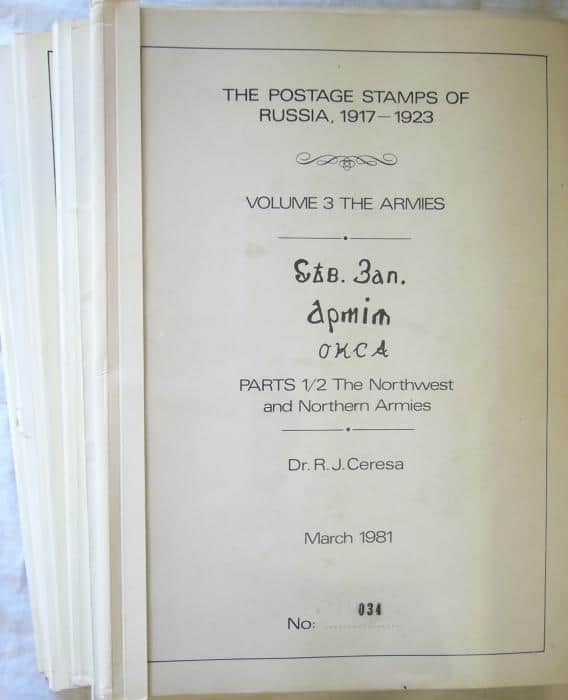 THE POSTAGE STAMPS OF
RUSSIA, 1917–1923
VOLUME 3 THE ARMIES
Сѣв. Зап.
Армія
ОКСА
PARTS 1/2 The Northwest
and Northern Armies
Dr. R. J. Ceresa
March 1981
No: 034